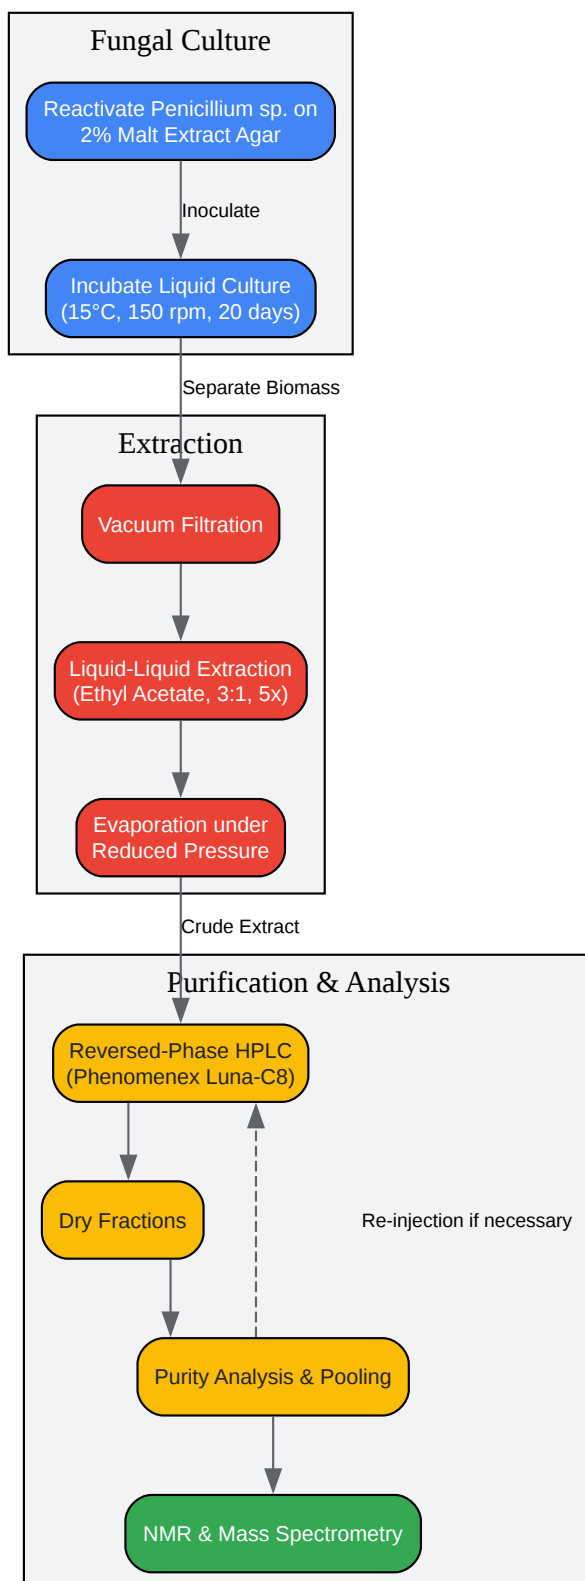 Fungal Culture
Reactivate Penicillium sp. on
2% Malt Extract Agar
Inoculate
Incubate Liquid Culture
(15°C, 150 rpm, 20 days)
Separate Biomass
Extraction
Vacuum Filtration
Liquid-Liquid Extraction
(Ethyl Acetate, 3:1, 5x)
Evaporation under
Reduced Pressure
Crude Extract
Purification & Analysis
Reversed-Phase HPLC
(Phenomenex Luna-C8)
Dry Fractions
Re-injection if necessary
Purity Analysis & Pooling
NMR & Mass Spectrometry